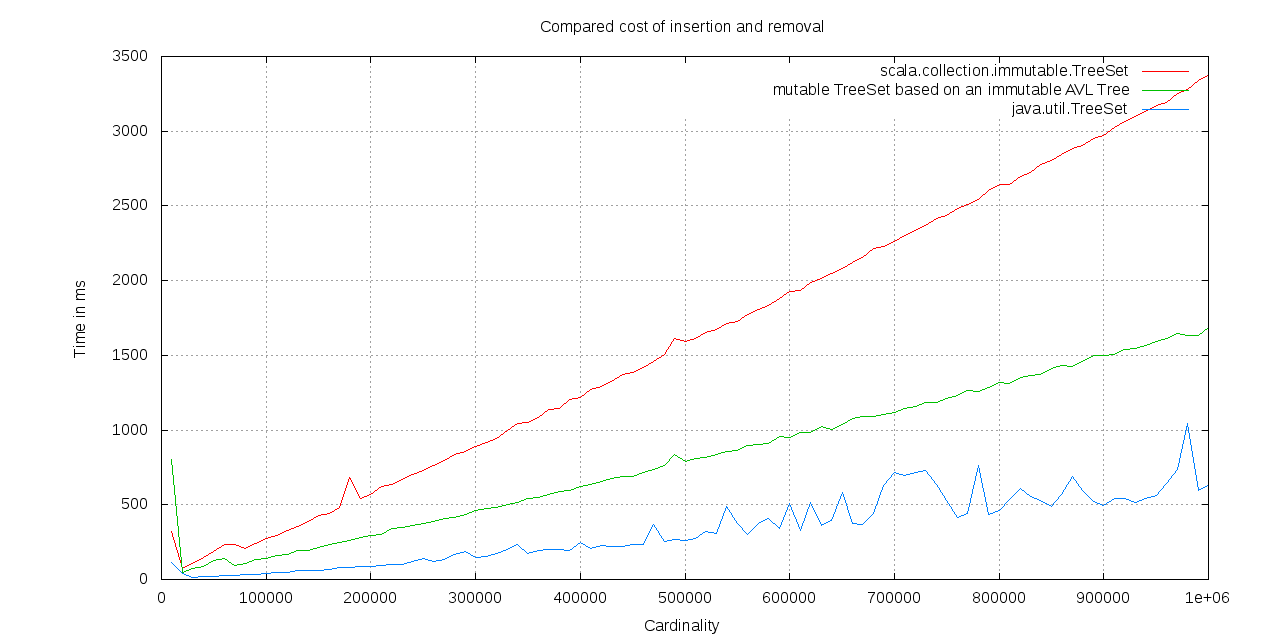 Compared cost of insertion and removal
3500
3000
2500
2000
1500
1000
500
0
Time in ms
scala.collection.immutable.TreeSet
mutable TreeSet based on an immutable AVL Tree
java.util.TreeSet
0 100000 200000 300000 400000 500000 600000 700000 800000 900000 1e+06
Cardinality